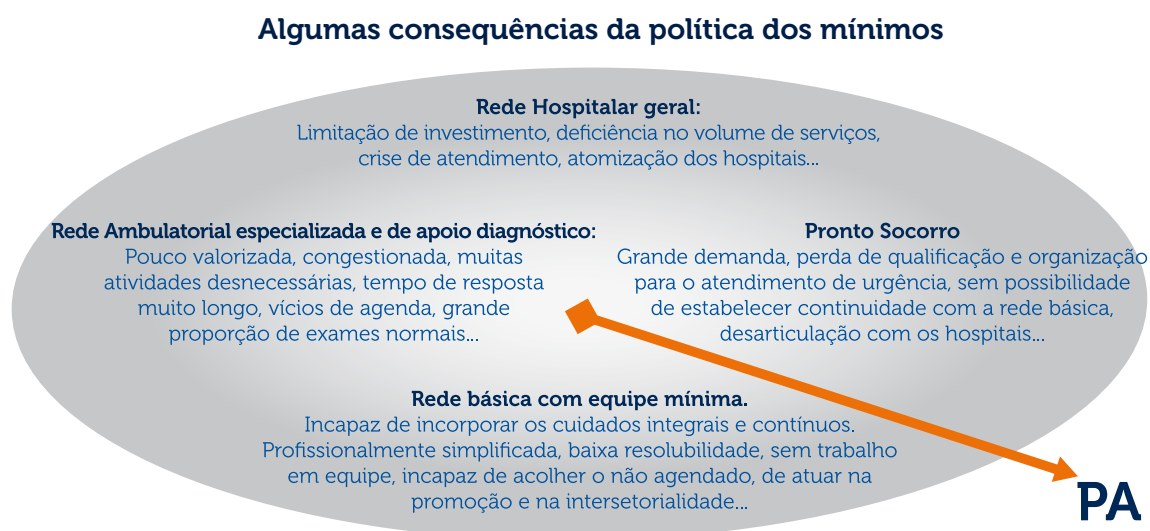 Algumas consequências da política dos mínimos
Rede Hospitalar geral:
Limitação de investimento, deficiência no volume de serviços,
crise de atendimento, atomização dos hospitais...
Rede Ambulatorial especializada e de apoio diagnóstico:
Pouco valorizada, congestionada, muitas
atividades desnecessárias, tempo de resposta
muito longo, vícios de agenda, grande
proporção de exames normais...
Pronto Socorro
Grande demanda, perda de qualificação e organização
para o atendimento de urgência, sem possibilidade
de estabelecer continuidade com a rede básica,
desarticulação com os hospitais...
Rede básica com equipe mínima.
Incapaz de incorporar os cuidados integrais e contínuos.
Profissionalmente simplificada, baixa resolubilidade, sem trabalho
em equipe, incapaz de acolher o não agendado, de atuar na
promoção e na intersetorialidade...
PA